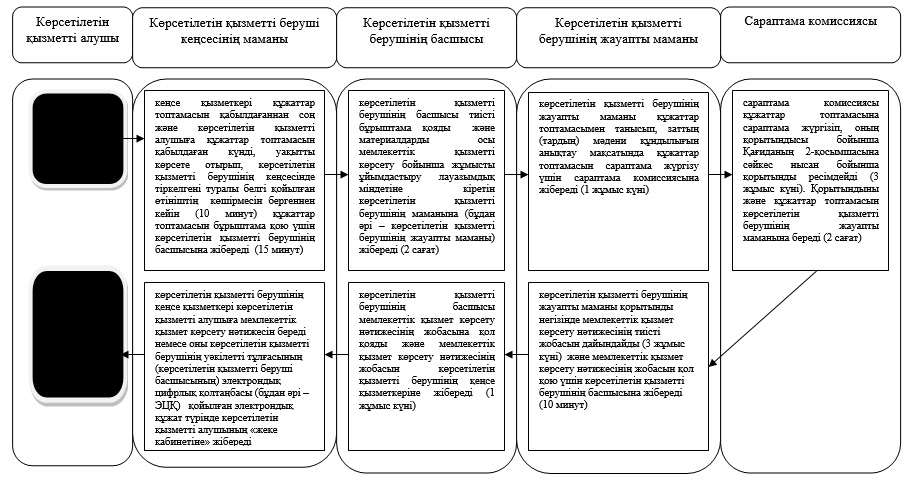 Көрсетілетін
қызметті алушы
Көрсетілетін қызметті беруші
кеңсесінің маманы
Көрсетілетін қызметті
берушінің басшысы
Көрсетілетін қызметті
берушінің жауапты маманы
Сараптама комиссиясы
кеңсе қызметкері құжаттар
топтамасын қабылдағаннан соң
және көрсетілетін қызметті
алушыға құжаттар топтамасын
қабылдаған күнді, уақытты
көрсете отырып, көрсетілетін
қызметті берушінің кеңсесінде
тіркелгені туралы белгі қойылған
өтініштің көшірмесін бергеннен
кейін (10 минут) құжаттар
топтамасын бұрыштама қою үшін
көрсетілетін қызметті берушінің
басшысына жібереді (15 минут)
көрсетілетін қызметті
берушінің басшысы тиісті
бұрыштама қояды және
материалдарды осы
мемлекеттік қызметті
көрсету бойынша жұмысты
ұйымдастыру лауазымдық
міндетіне кіретін
көрсетілетін қызметті
берушінің маманына (бұдан
әрі – көрсетілетін қызметті
берушінің жауапты маманы)
жібереді (2 сағат)
көрсетілетін қызметті берушінің
жауапты маманы құжаттар
топтамасымен танысып, заттың
(тардың) мәдени құндылығын
анықтау мақсатында құжаттар
топтамасын сараптама жүргізу
үшін сараптама комиссиясына
жібереді (1 жұмыс күні)
сараптама комиссиясы
құжаттар топтамасына
сараптама жүргізіп, оның
қорытындысы бойынша
Қағиданың 2-қосымшасына
сәйкес нысан бойынша
қорытынды ресімдейді (3
жұмыс күні). Қорытындыны
және құжаттар топтамасын
көрсетілетін қызметті
берушінің жауапты
маманына береді (2 сағат)
көрсетілетін қызметті берушінің
кеңсе қызметкері көрсетілетін
қызметті алушыға мемлекеттік
қызмет көрсету нәтижесін береді
немесе оны көрсетілетін қызметті
берушінің уәкілетті тұлғасының
(көрсетілетін қызметті беруші
басшысының) электрондық
цифрлық қолтаңбасы (бұдан әрі –
ЭЦҚ) қойылған электрондық
құжат түрінде көрсетілетін
қызметті алушының «жеке
кабинетіне» жібереді
көрсетілетін қызметті
берушінің басшысы
мемлекеттік қызмет көрсету
нәтижесінің жобасына қол
қояды және мемлекеттік
қызмет көрсету нәтижесінің
жобасын көрсетілетін
қызметті берушінің кеңсе
қызметкеріне жібереді (1
жұмыс күні)
көрсетілетін қызметті берушінің
жауапты маманы қорытынды
негізінде мемлекеттік қызмет
көрсету нәтижесінің тиісті
жобасын дайындайды (3 жұмыс
күні) және мемлекеттік қызмет
көрсету нәтижесінің жобасын қол
қою үшін көрсетілетін қызметті
берушінің басшысына жібереді
(10 минут)